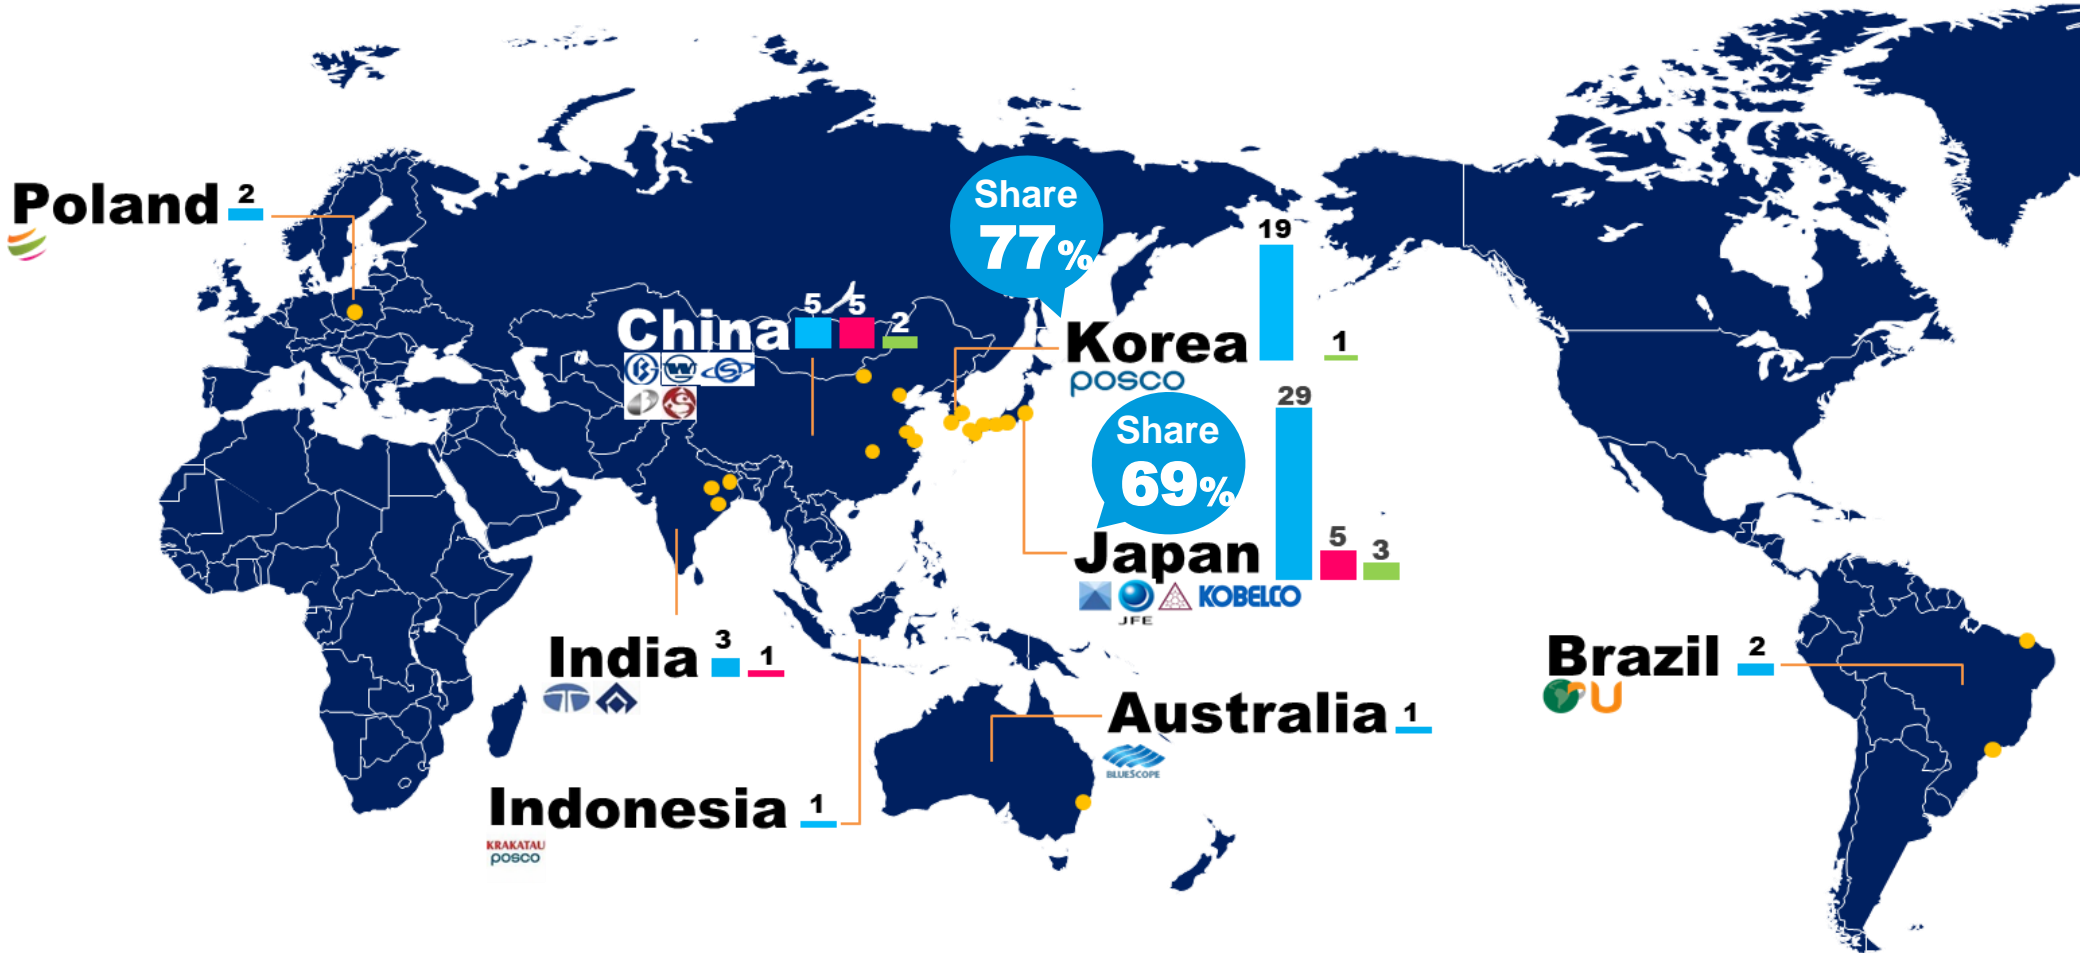 Poland 2
Share
77%
19
China 5 5 2
B W S
Korea 1
posco
29
Share
69%
5 3
Japan
JFE
KOBELCO
India 3 1
Brazil 2
Australia 1
BLUESCOPE
Indonesia 1
KRAKATAU
posco